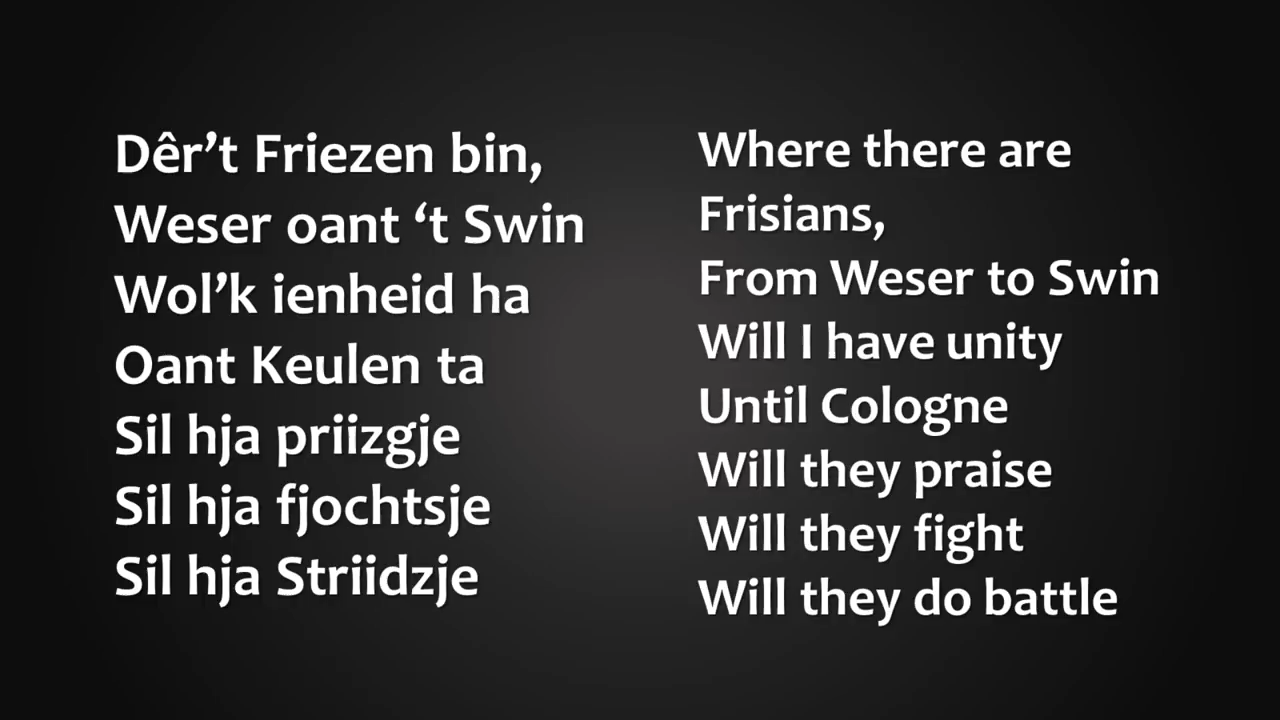 Dêr’t Friezen bin,
Weser oant ‘t Swin
Wol’k ienheid ha
Oant Keulen ta
Sil hja priizgje
Sil hja fjochtsje
Sil hja Striidzje
Where there are
Frisians,
From Weser to Swin
Will I have unity
Until Cologne
Will they praise
Will they fight
Will they do battle